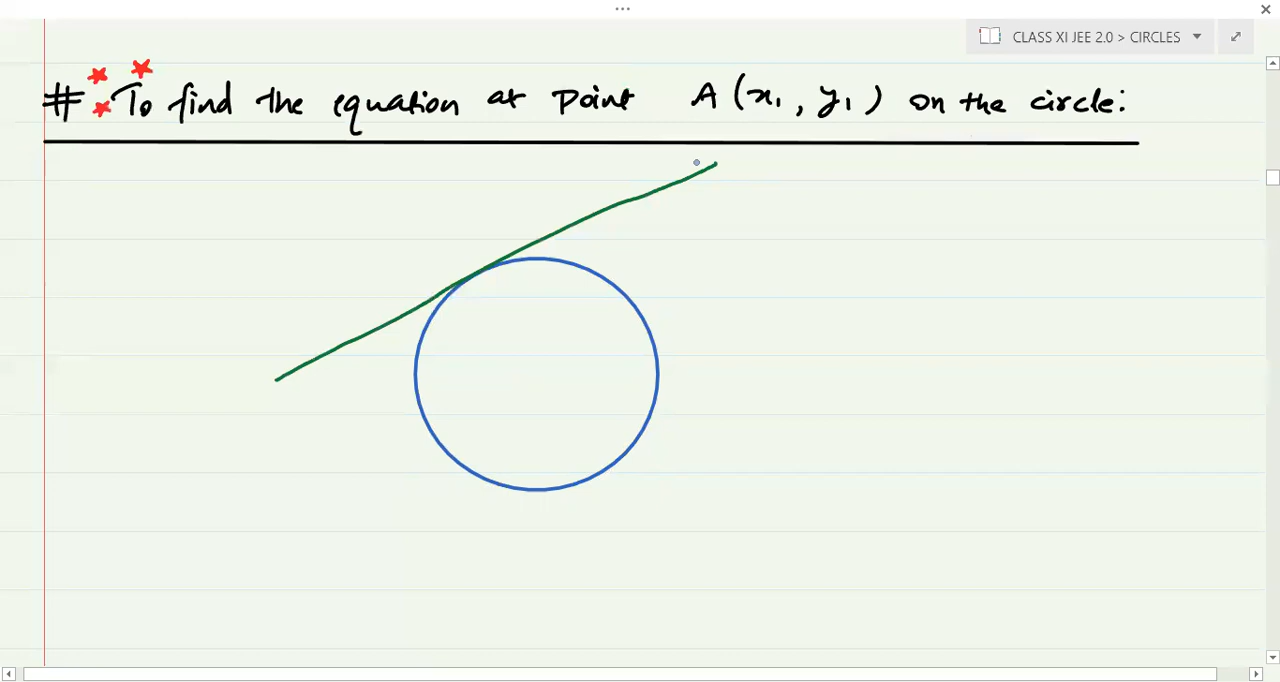 CLASS XI JEE 2.0 > CIRCLES
# To find the equation at point A (x₁, y₁) on the circle: